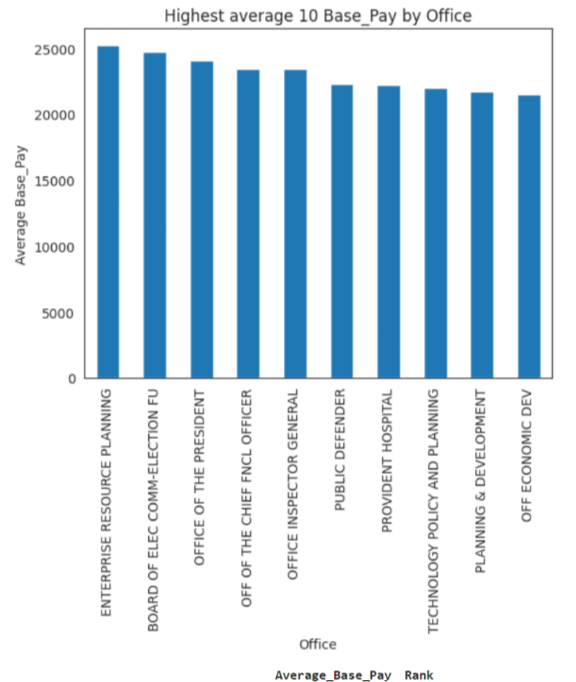 Highest average 10 Base_Pay by Office
Average Base_Pay
25000
20000
15000
10000
5000
0
ENTERPRISE RESOURCE PLANNING
BOARD OF ELEC COMM-ELECTION FU
OFFICE OF THE PRESIDENT
OFF OF THE CHIEF FNCL OFFICER
OFFICE INSPECTOR GENERAL
PUBLIC DEFENDER
PROVIDENT HOSPITAL
TECHNOLOGY POLICY AND PLANNING
PLANNING & DEVELOPMENT
OFF ECONOMIC DEV
Office
Average_Base_Pay Rank